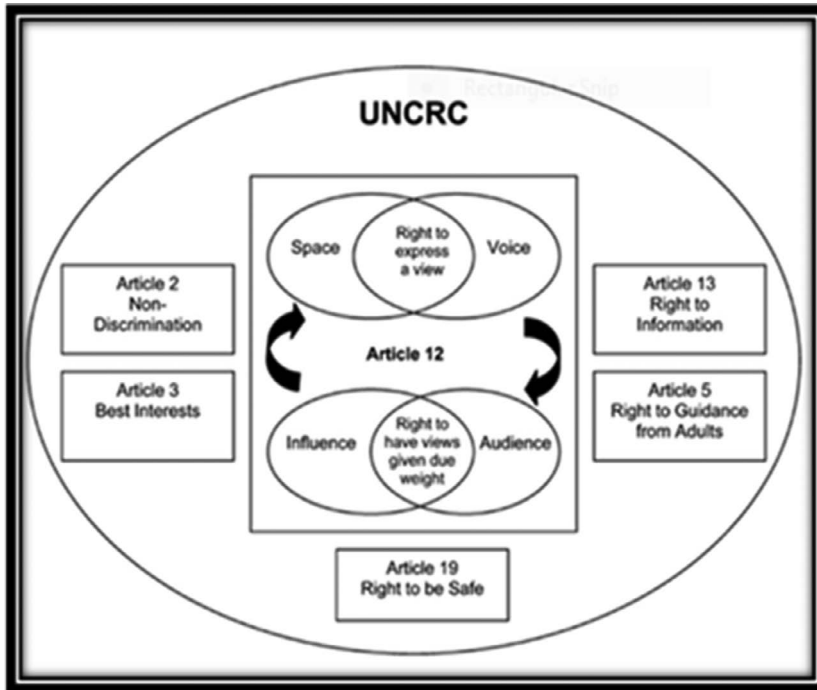 Rectangular Snip
UNCRC
Space
Right to
express
a view
Voice
Article 2
Non-
Discrimination
Article 13
Right to
Information
Article 12
Article 3
Best Interests
Article 5
Right to Guidance
from Adults
Influence
Right to
have views
given due
weight
Audience
Article 19
Right to be Safe